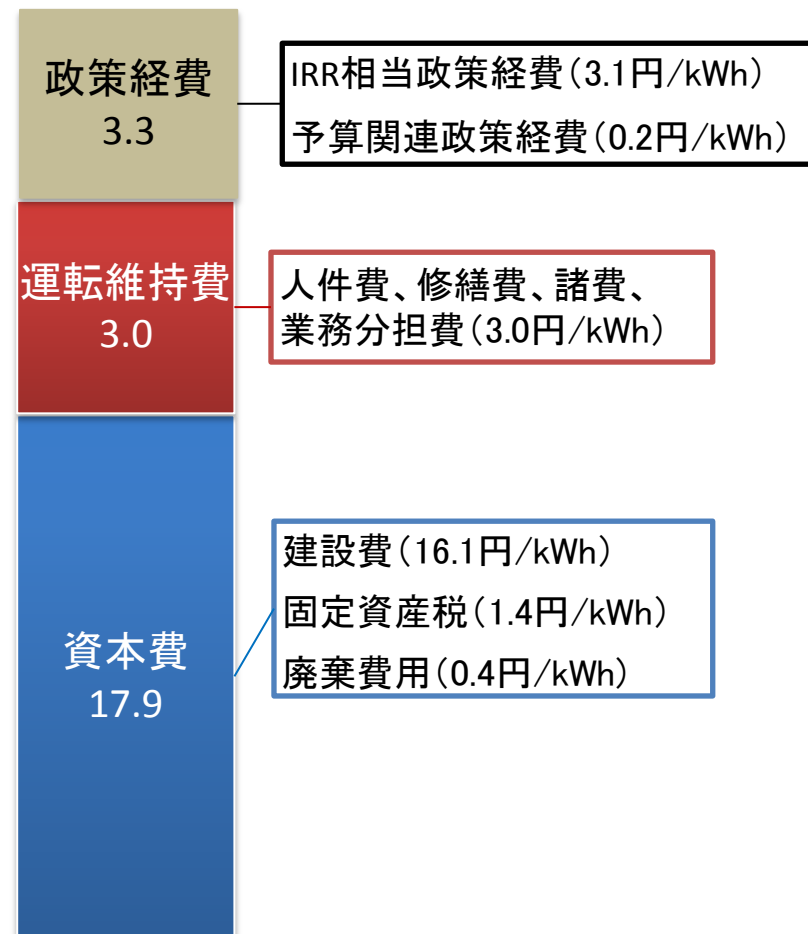 政策経費
3.3
IRR相当政策経費（3.1円/kWh）
予算関連政策経費（0.2円/kWh）
運転維持費
3.0
人件費、修繕費、諸費、
業務分担費（3.0円/kWh）
資本費
17.9
建設費（16.1円/kWh）
固定資産税（1.4円/kWh）
廃棄費用（0.4円/kWh）